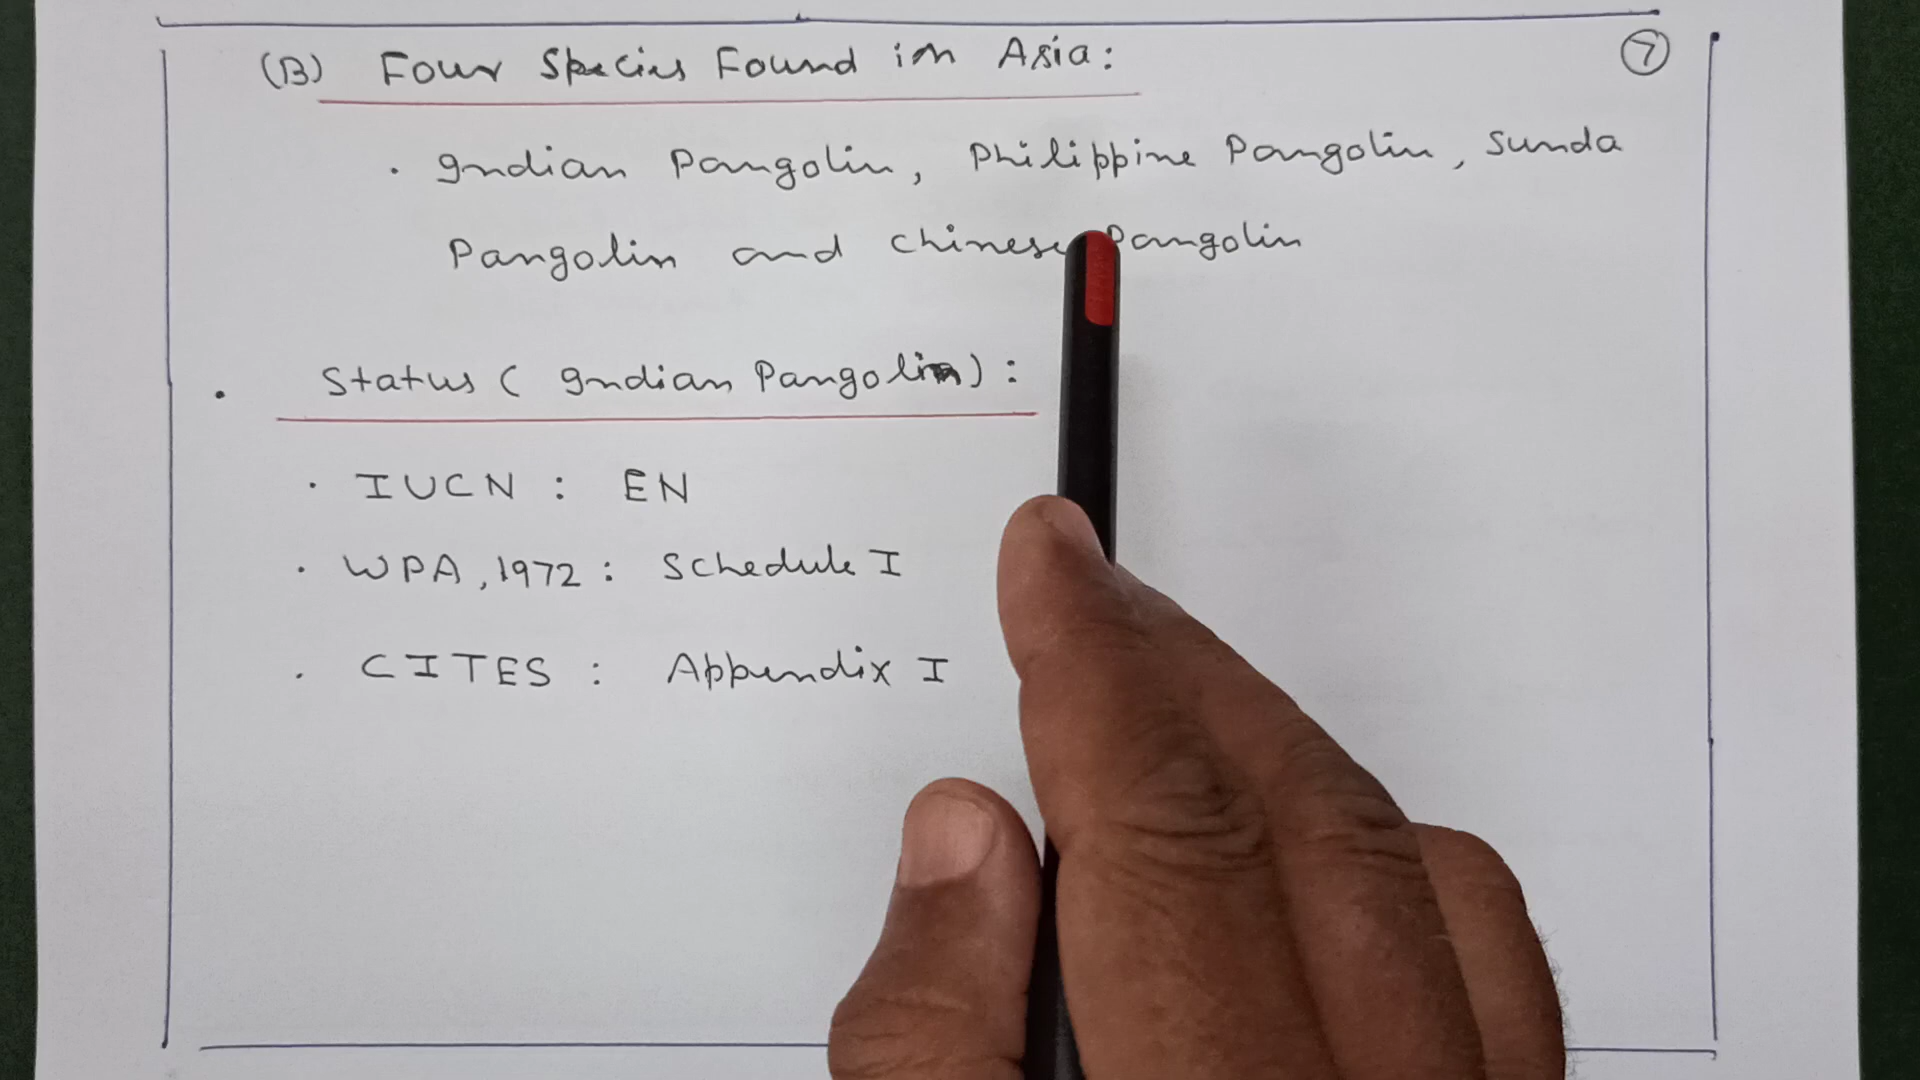 (B) Four Species Found in Asia:
7
. Indian Pangolin, Philippine Pangolin, Sunda
Pangolin and Chinese Pangolin
. Status ( Indian Pangolin) :
. IUCN : EN
. WPA, 1972 : Schedule I
. CITES : Appendix I